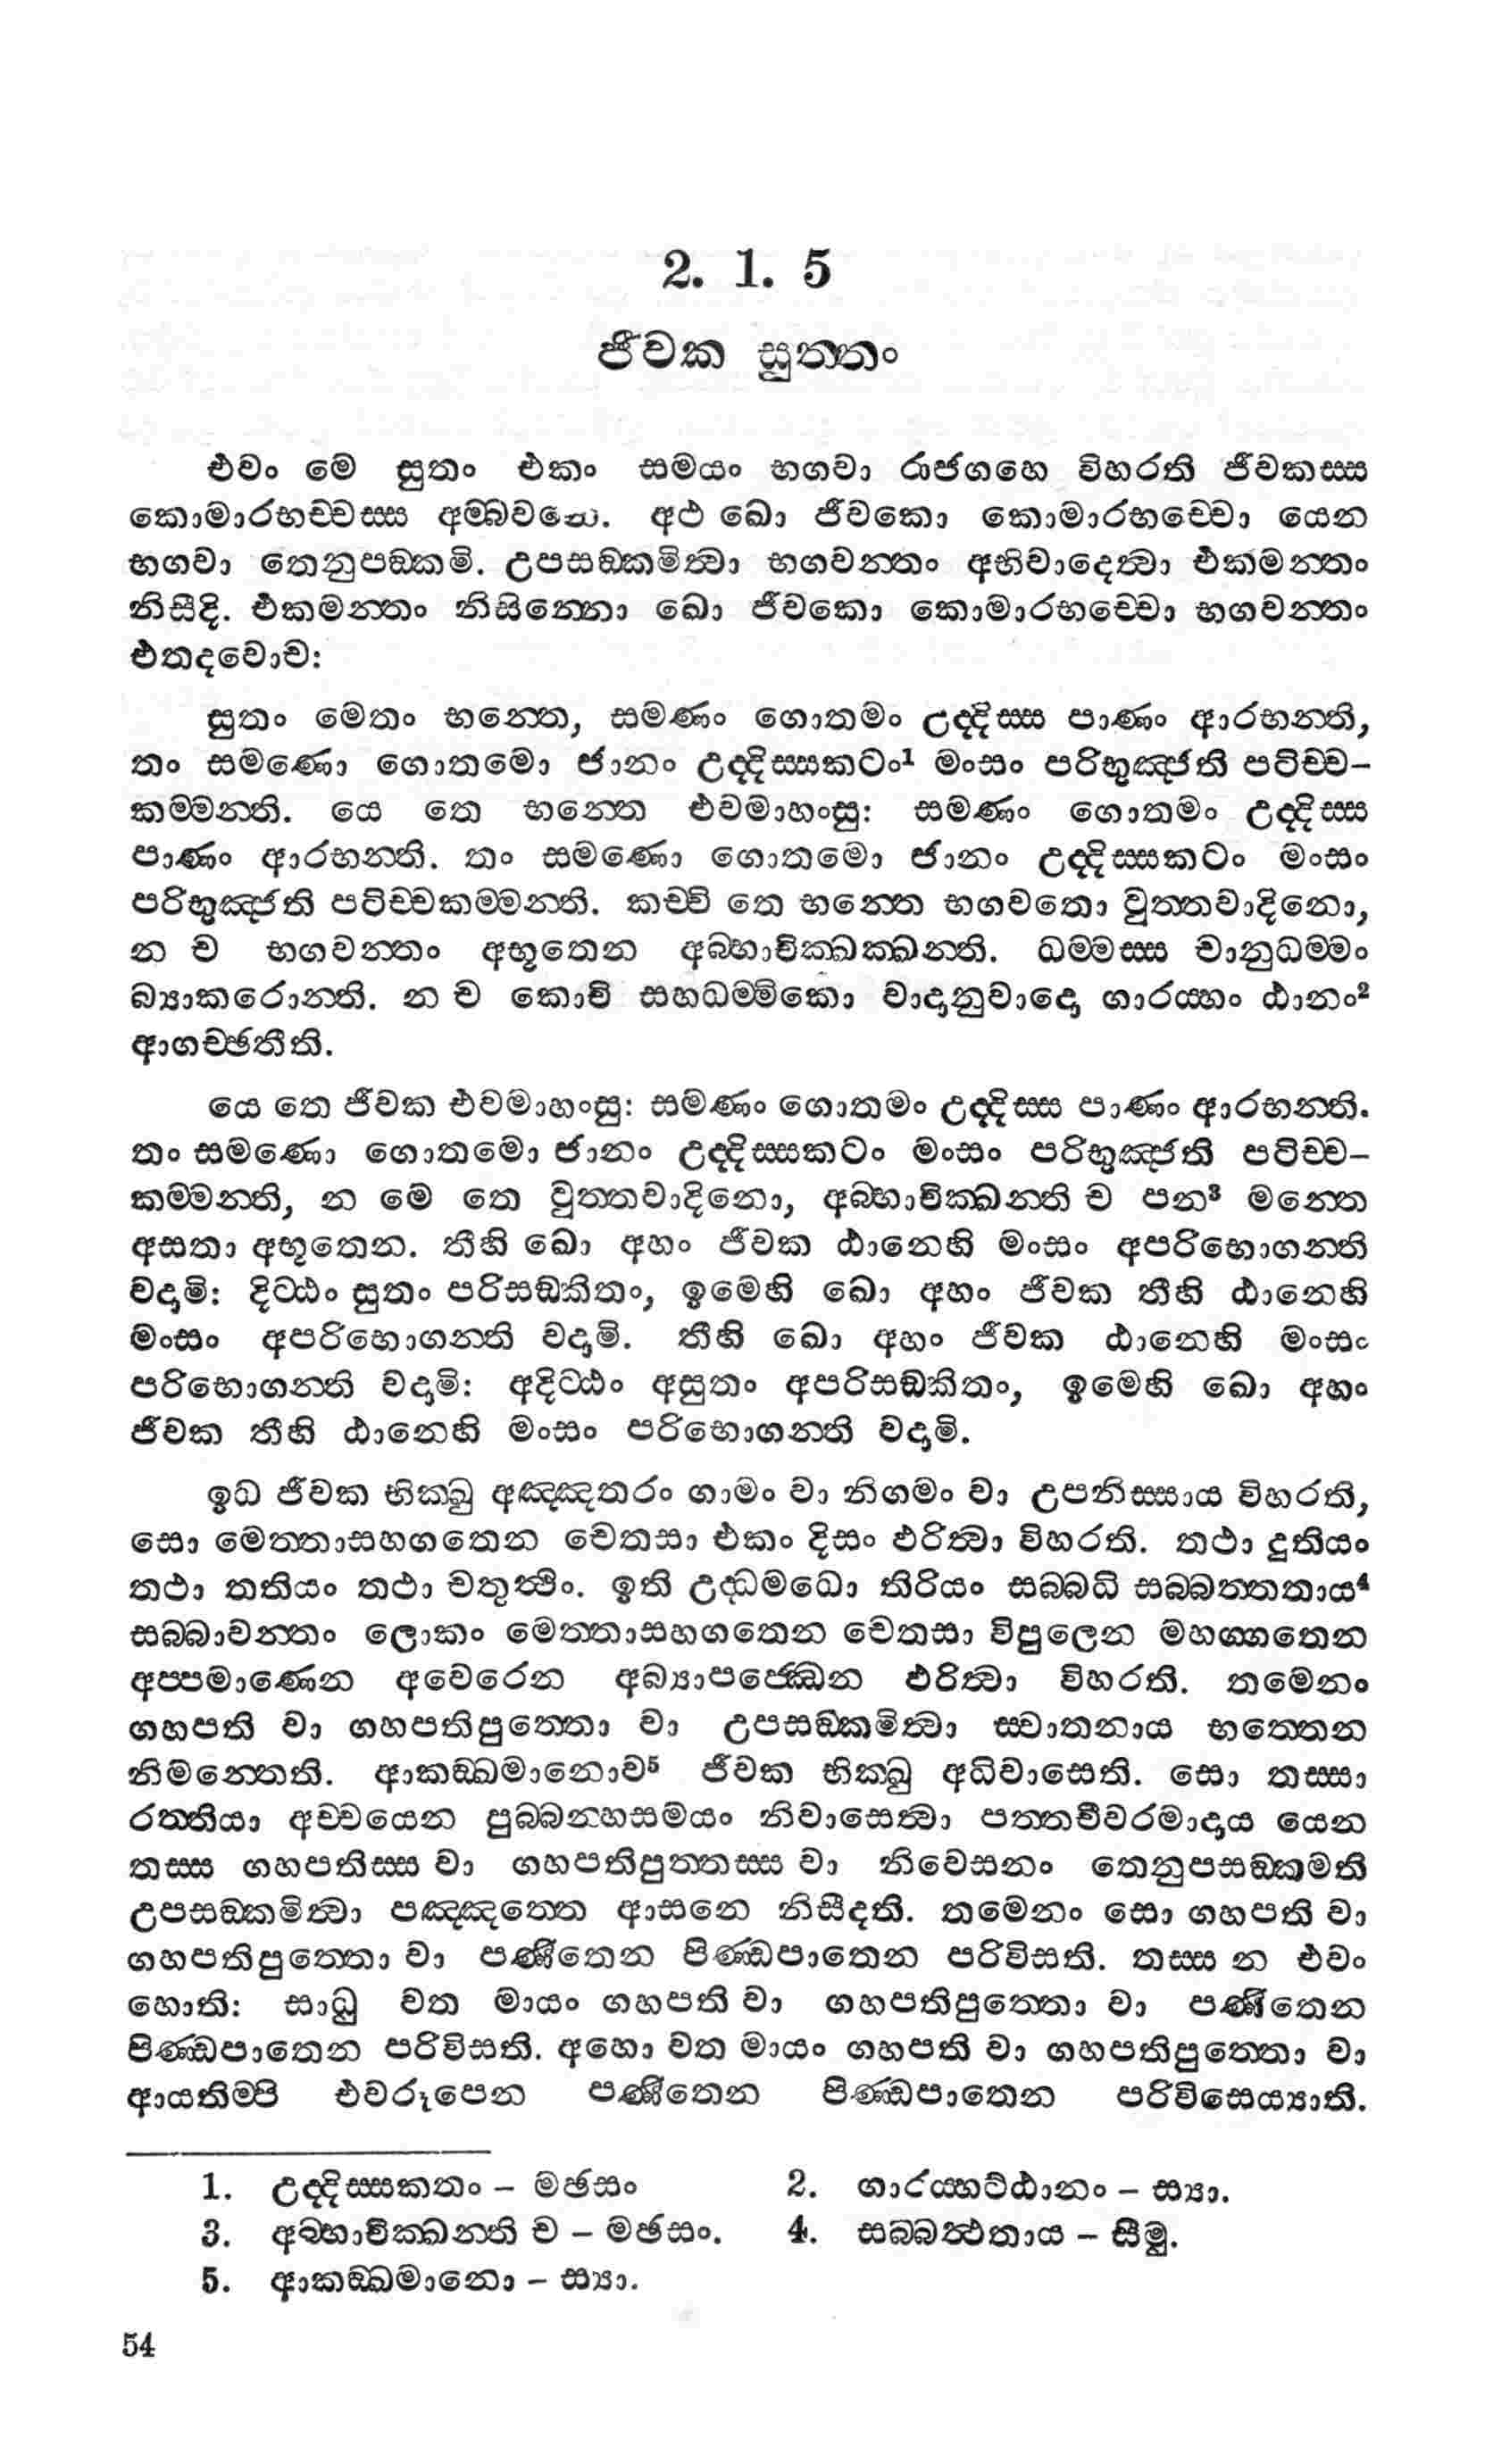 2. 1. 5
ජීවක සුත්තං
එවං මෙ සුතං එකං සමයං භගවා රාජගහෙ විහරති ජීවකස්ස
කොමාරභච්චස්ස අම්බවනෙ. අථ ඛො ජීවකො කොමාරභච්චො යෙන
භගවා තෙනුපඞ්කමි. උපසඞ්කමිත්වා භගවන්තං අභිවාදෙත්වා එකමන්තං
නිසීදි. එකමන්තං නිසින්නො ඛො ජීවකො කොමාරභච්චො භගවන්තං
එතදවොච:
සුතං මෙතං භන්තෙ, සමණං ගොතමං උද්දිස්ස පාණං ආරභන්ති,
තං සමණො ගොතමො ජානං උද්දිස්සකටං¹ මංසං පරිභුඤ්ජති පටිච්ච-
කම්මන්ති. යෙ තෙ භන්තෙ එවමාහංසු: සමණං ගොතමං උද්දිස්ස
පාණං ආරභන්ති. තං සමණො ගොතමො ජානං උද්දිස්සකටං මංසං
පරිභුඤ්ජති පටිච්චකම්මන්ති. කච්චි තෙ භන්තෙ භගවතො වුත්තවාදිනො,
න ච භගවන්තං අභූතෙන අබ්භාචික්ඛක්ඛන්ති. ධම්මස්ස චානුධම්මං
බ්‍යාකරොන්ති. න ච කොචි සහධම්මිකො වාදානුවාදො ගාරය්හං ඨානං²
ආගච්ඡතීති.
යෙ තෙ ජීවක එවමාහංසු: සමණං ගොතමං උද්දිස්ස පාණං ආරභන්ති.
තං සමණො ගොතමො ජානං උද්දිස්සකටං මංසං පරිභුඤ්ජති පටිච්ච-
කම්මන්ති, න මෙ තෙ වුත්තවාදිනො, අබ්භාචික්ඛන්ති ච පන³ මන්තෙ
අසතා අභූතෙන. තීහි ඛො අහං ජීවක ඨානෙහි මංසං අපරිභොගන්ති
වදාමි: දිට්ඨං සුතං පරිසඞ්කිතං, ඉමෙහි ඛො අහං ජීවක තීහි ඨානෙහි
මංසං අපරිභොගන්ති වදාමි. තීහි ඛො අහං ජීවක ඨානෙහි මංසං
පරිභොගන්ති වදාමි: අදිට්ඨං අසුතං අපරිසඞ්කිතං, ඉමෙහි ඛො අහං
ජීවක තීහි ඨානෙහි මංසං පරිභොගන්ති වදාමි.
ඉධ ජීවක භික්ඛු අඤ්ඤතරං ගාමං වා නිගමං වා උපනිස්සාය විහරති,
සො මෙත්තාසහගතෙන චෙතසා එකං දිසං ඵරිත්වා විහරති. තථා දුතියං
තථා තතියං තථා චතුත්ථිං. ඉති උද්ධමධො තිරියං සබ්බධි සබ්බත්තතාය⁴
සබ්බාවන්තං ලොකං මෙත්තාසහගතෙන චෙතසා විපුලෙන මහග්ගතෙන
අප්පමාණෙන අවෙරෙන අබ්‍යාපජ්ඣෙන ඵරිත්වා විහරති. තමෙනං
ගහපති වා ගහපතිපුත්තො වා උපසඞ්කමිත්වා ස්වාතනාය භත්තෙන
නිමන්තෙති. ආකඞ්ඛමානොව⁵ ජීවක භික්ඛු අධිවාසෙති. සො තස්සා
රත්තියා අච්චයෙන පුබ්බන්හසමයං නිවාසෙත්වා පත්තචීවරමාදාය යෙන
තස්ස ගහපතිස්ස වා ගහපතිපුත්තස්ස වා නිවෙසනං තෙනුපසඞ්කමති
උපසඞ්කමිත්වා පඤ්ඤත්තෙ ආසනෙ නිසීදති. තමෙනං සො ගහපති වා
ගහපතිපුත්තො වා පණීතෙන පිණ්ඩපාතෙන පරිවිසති. තස්ස න එවං
හොති: සාධු වත මායං ගහපති වා ගහපතිපුත්තො වා පණීතෙන
පිණ්ඩපාතෙන පරිවිසති. අහො වත මායං ගහපති වා ගහපතිපුත්තො වා
ආයතිම්පි එවරූපෙන පණීතෙන පිණ්ඩපාතෙන පරිවිසෙය්‍යාති.
1. උද්දිස්සකතං – මඡසං 2. ගාරය්හට්ඨානං – ස්‍යා.
3. අබ්භාචික්ඛන්ති ච – මඡසං. 4. සබ්බත්ථතාය – සීමු.
5. ආකඞ්ඛමානො – ස්‍යා.
54